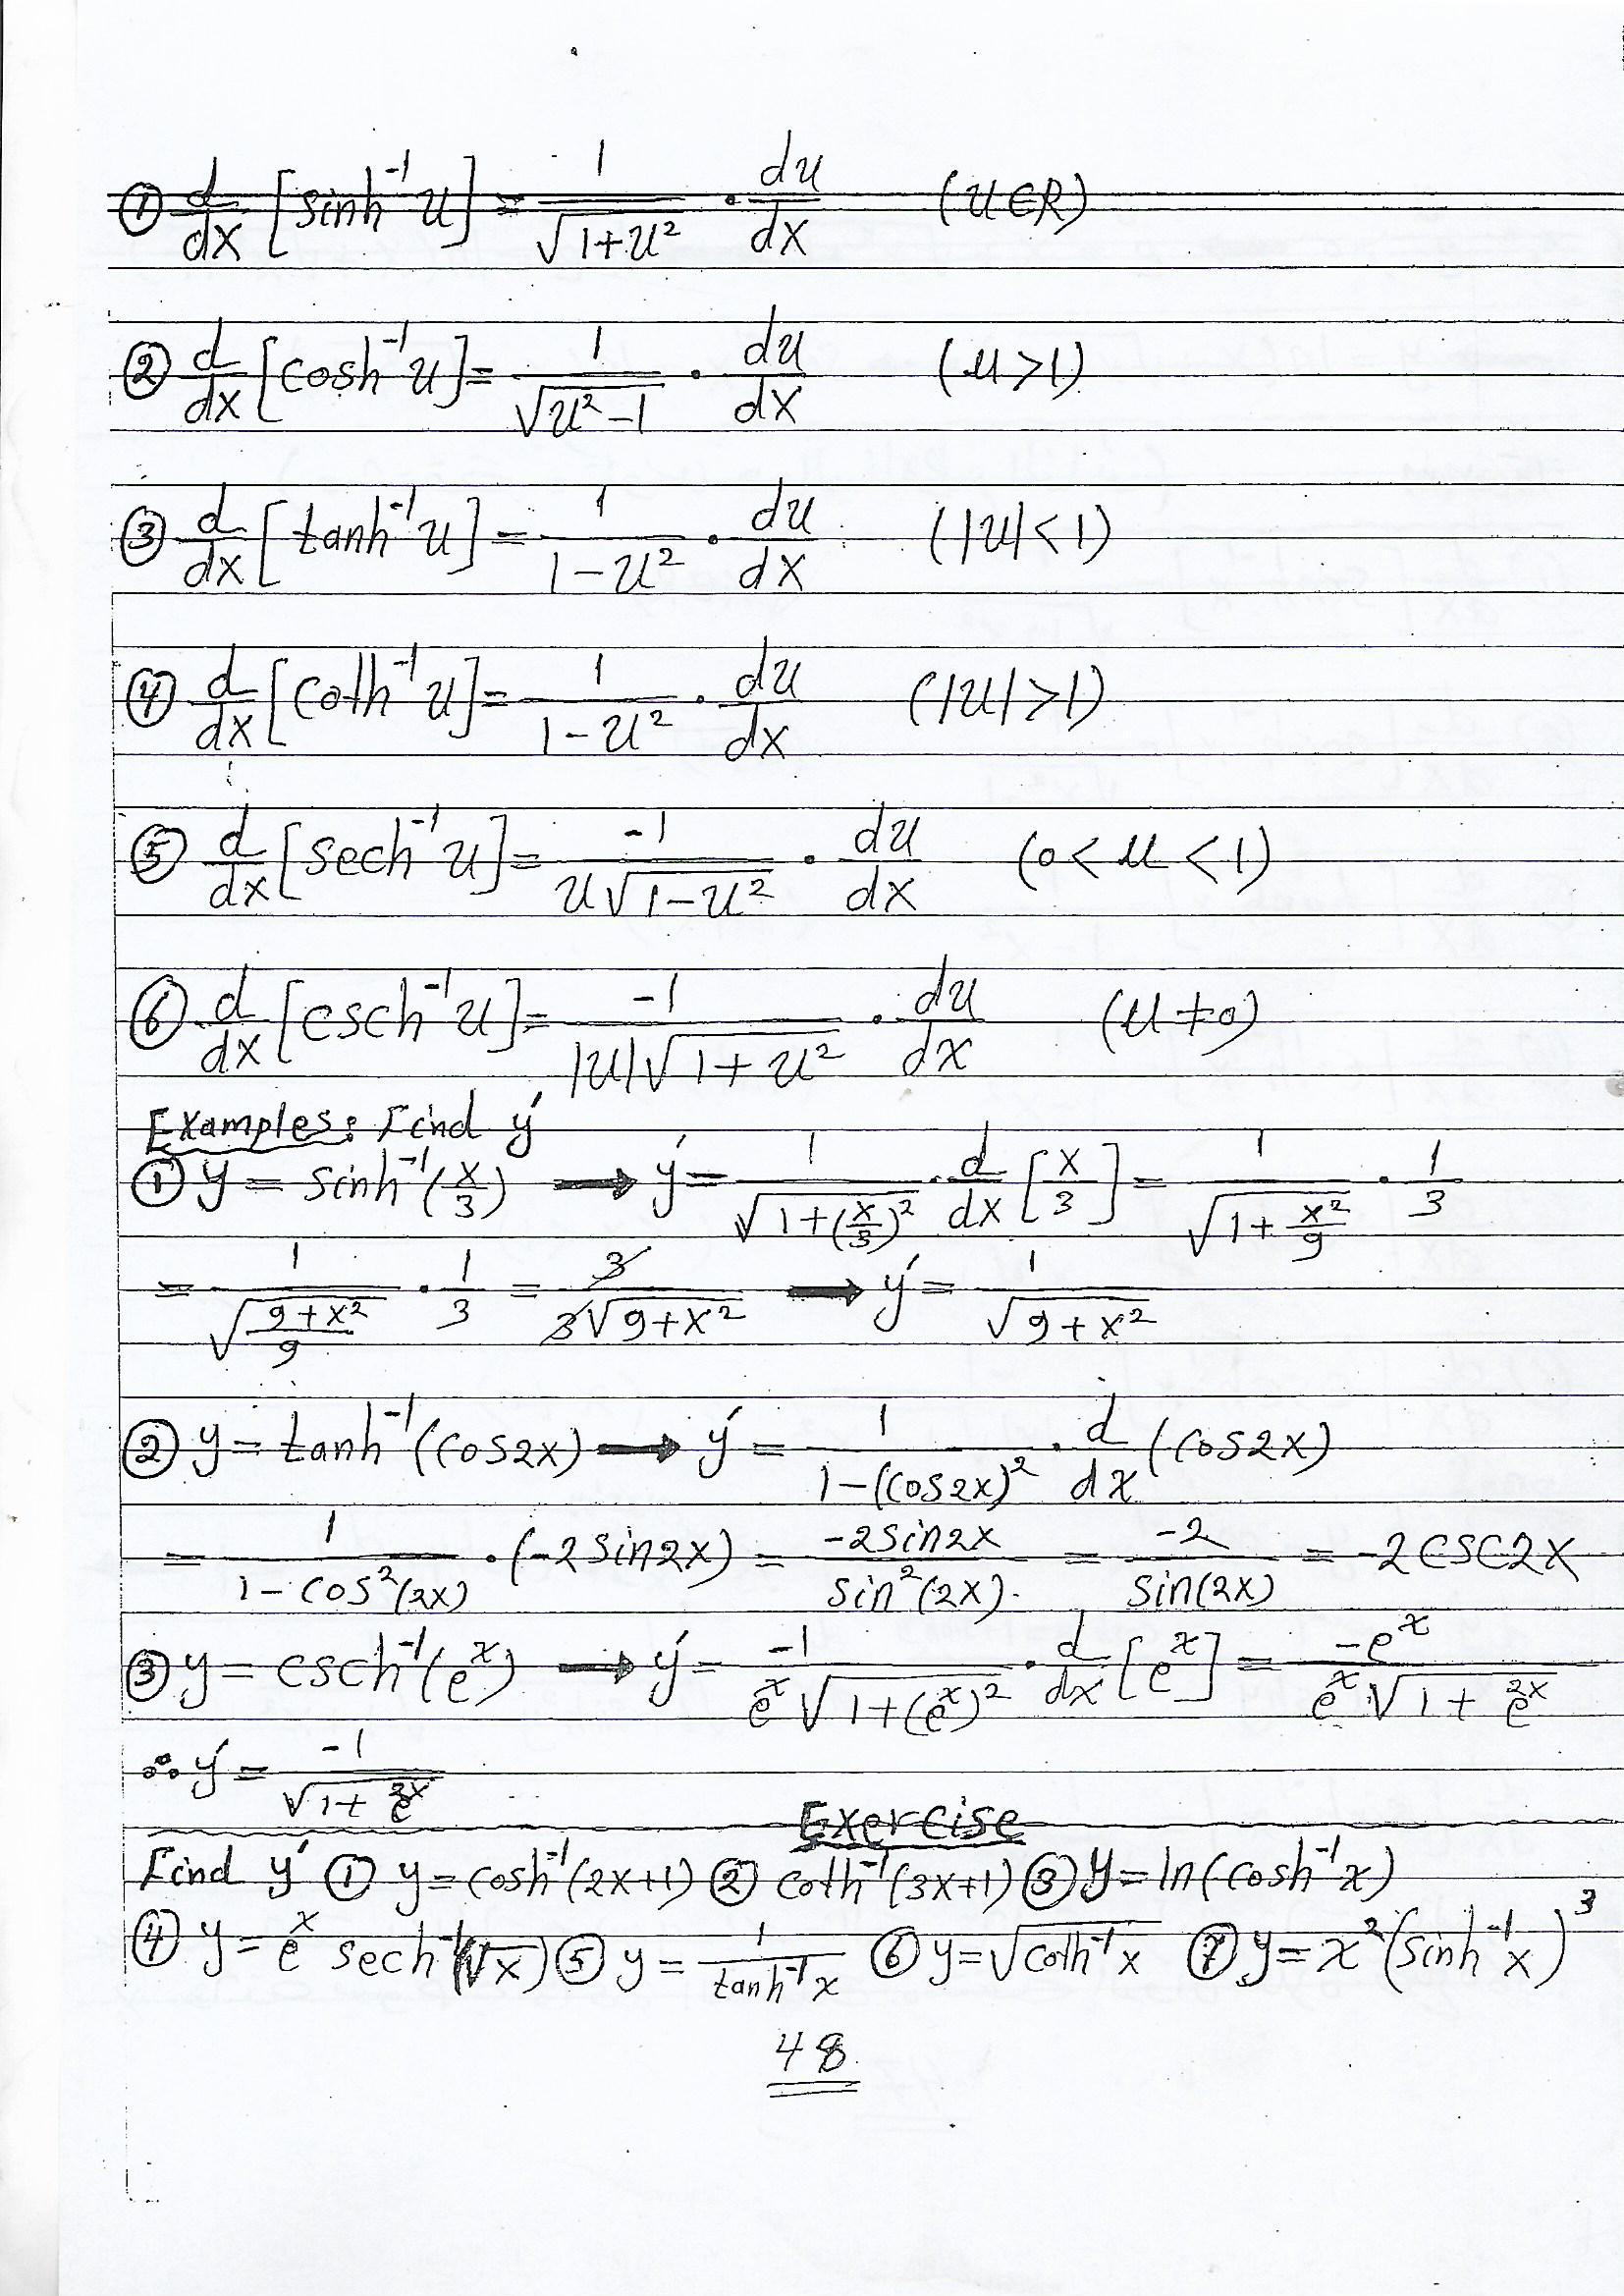 ① d/dx [sinh⁻¹ u] = 1/√(1+u²) · du/dx (u∈R)
② d/dx [cosh⁻¹ u] = 1/√(u²-1) · du/dx (u>1)
③ d/dx [tanh⁻¹ u] = 1/(1-u²) · du/dx (|u|<1)
④ d/dx [coth⁻¹ u] = 1/(1-u²) · du/dx (|u|>1)
⑤ d/dx [sech⁻¹ u] = -1/(u√(1-u²)) · du/dx (0<u<1)
⑥ d/dx [csch⁻¹ u] = -1/(|u|√(1+u²)) · du/dx (u≠0)
Examples: Find y′
① y = sinh⁻¹(x/3) → y′ = 1/√(1+(x/3)²) · d/dx [x/3] = 1/√(1+x²/9) · 1/3
= 1/√((9+x²)/9) · 1/3 = 3/(3√(9+x²)) → y′ = 1/√(9+x²)
② y = tanh⁻¹(cos2x) → y′ = 1/(1-(cos2x)²) · d/dx (cos2x)
= 1/(1-cos²(2x)) · (-2sin2x) = -2sin2x/sin²(2x) = -2/sin(2x) = -2csc2x
③ y = csch⁻¹(eˣ) → y′ = -1/(eˣ√(1+(eˣ)²)) · d/dx [eˣ] = -eˣ/(eˣ√(1+e²ˣ))
∴ y′ = -1/√(1+e²ˣ)
Exercise
Find y′ ① y = cosh⁻¹(2x+1) ② coth⁻¹(3x+1) ③ y = ln(cosh⁻¹x)
④ y = eˣ sech⁻¹(√x) ⑤ y = 1/tanh⁻¹x ⑥ y = √(coth⁻¹x) ⑦ y = x²(sinh⁻¹x)³
48